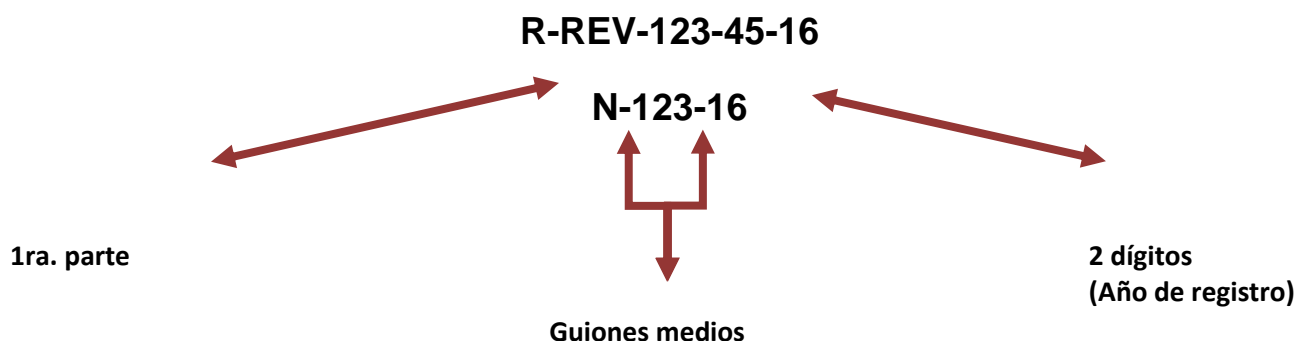 R-REV-123-45-16
N-123-16
1ra. parte
2 dígitos
(Año de registro)
Guiones medios